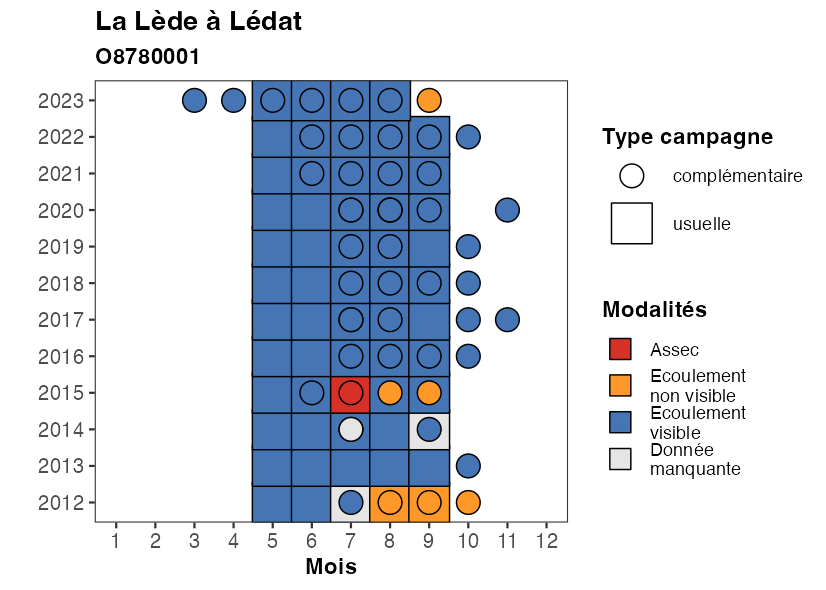 La Lède à Lédat
O8780001
2023
2022
2021
2020
2019
2018
2017
2016
2015
2014
2013
2012
1 2 3 4 5 6 7 8 9 10 11 12
Mois
Type campagne
complémentaire
usuelle
Modalités
Assec
Ecoulement
non visible
Ecoulement
visible
Donnée
manquante